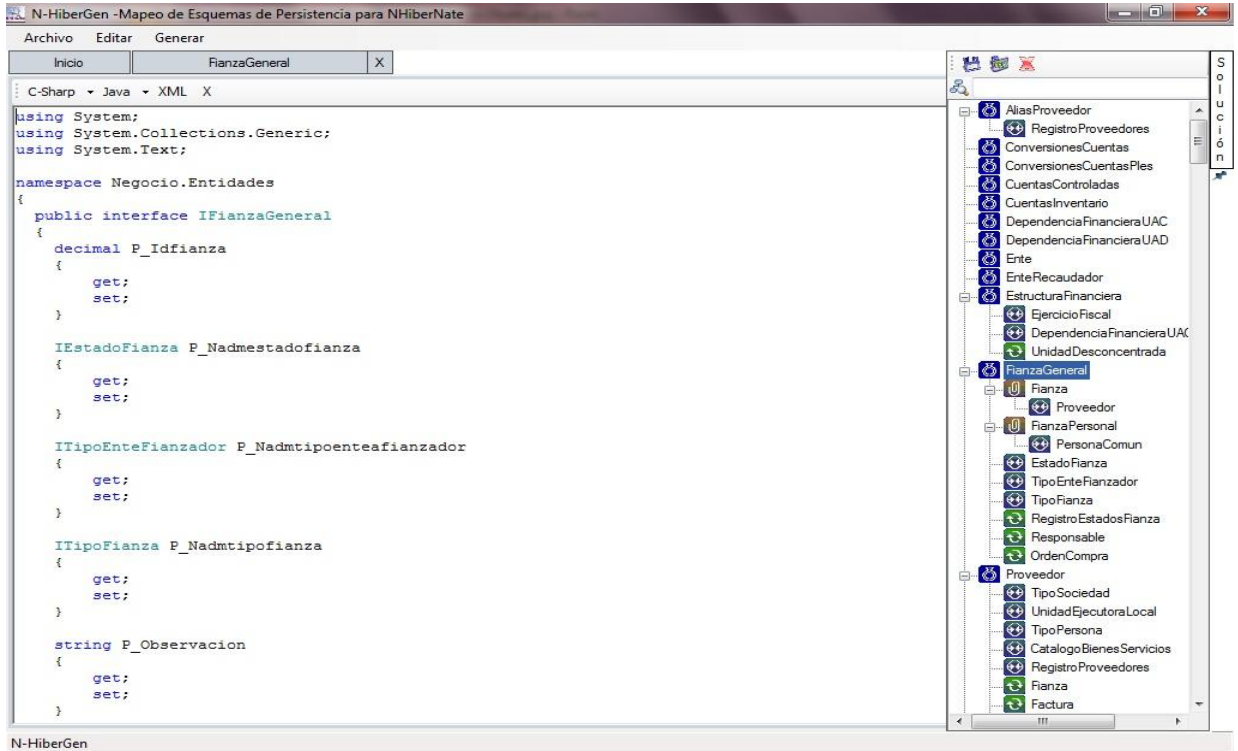 N-HiberGen -Mapeo de Esquemas de Persistencia para NHiberNate
Archivo Editar Generar
Inicio FianzaGeneral X
C-Sharp Java XML X
using System;
using System.Collections.Generic;
using System.Text;
namespace Negocio.Entidades
{
public interface IFianzaGeneral
{
decimal P_Idfianza
{
get;
set;
}
IEstadoFianza P_Nadmestadofianza
{
get;
set;
}
ITipoEnteFianzador P_Nadmtipoenteafianzador
{
get;
set;
}
ITipoFianza P_Nadmtipofianza
{
get;
set;
}
string P_Observacion
{
get;
set;
}
AliasProveedor
RegistroProveedores
ConversionesCuentas
ConversionesCuentasPles
CuentasControladas
CuentasInventario
DependenciaFinancieraUAC
DependenciaFinancieraUAD
Ente
EnteRecaudador
EstructuraFinanciera
EjercicioFiscal
DependenciaFinancieraUAC
UnidadDesconcentrada
FianzaGeneral
Fianza
Proveedor
FianzaPersonal
PersonaComun
EstadoFianza
TipoEnteFianzador
TipoFianza
RegistroEstadosFianza
Responsable
OrdenCompra
Proveedor
TipoSociedad
UnidadEjecutoraLocal
TipoPersona
CatalogoBienesServicios
RegistroProveedores
Fianza
Factura
Solución
N-HiberGen